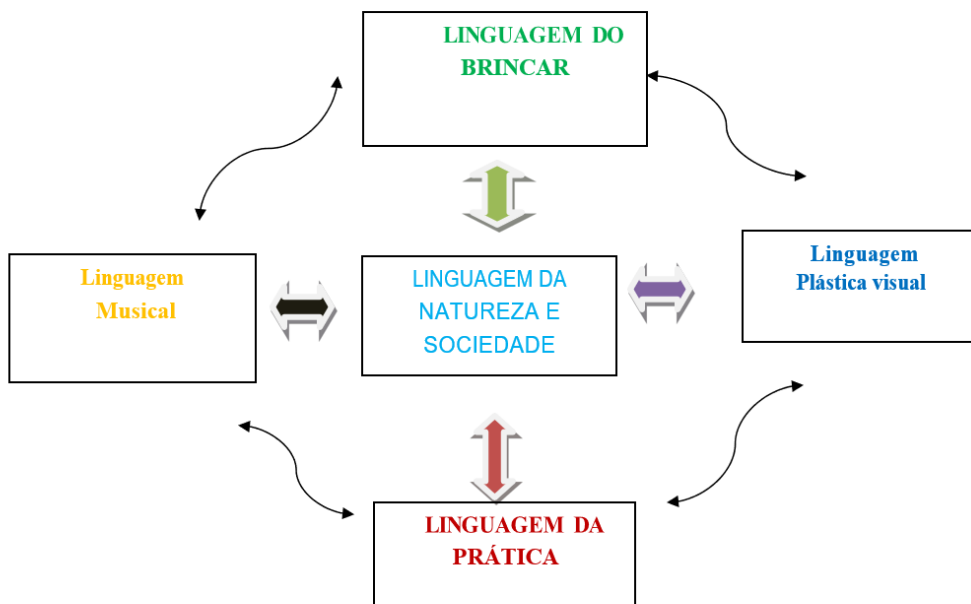 LINGUAGEM DO
BRINCAR
Linguagem
Musical
LINGUAGEM DA
NATUREZA E
SOCIEDADE
Linguagem
Plástica visual
LINGUAGEM DA
PRÁTICA